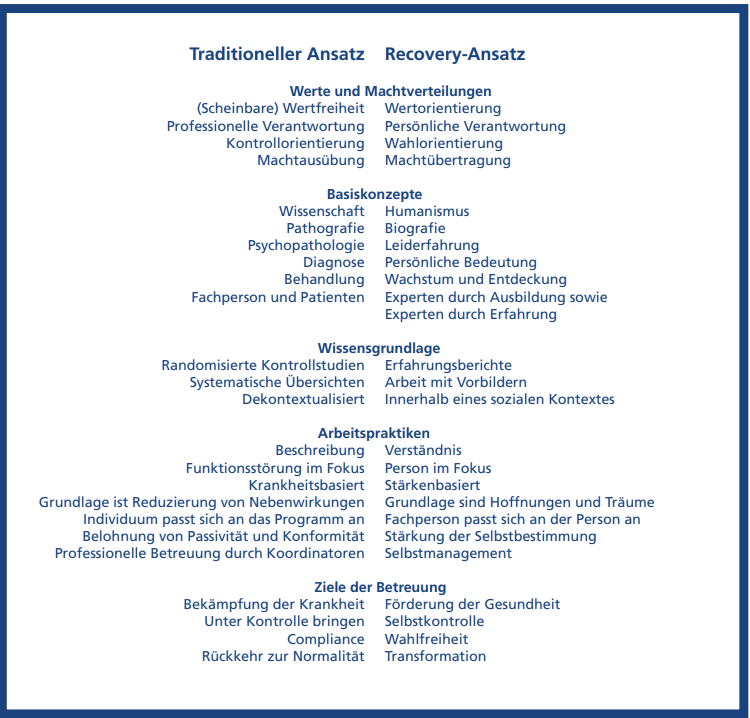 Traditioneller Ansatz Recovery-Ansatz
Werte und Machtverteilungen
(Scheinbare) Wertfreiheit Wertorientierung
Professionelle Verantwortung Persönliche Verantwortung
Kontrollorientierung Wahlorientierung
Machtausübung Machtübertragung
Basiskonzepte
Wissenschaft Humanismus
Pathografie Biografie
Psychopathologie Leiderfahrung
Diagnose Persönliche Bedeutung
Behandlung Wachstum und Entdeckung
Fachperson und Patienten Experten durch Ausbildung sowie
Experten durch Erfahrung
Wissensgrundlage
Randomisierte Kontrollstudien Erfahrungsberichte
Systematische Übersichten Arbeit mit Vorbildern
Dekontextualisiert Innerhalb eines sozialen Kontextes
Arbeitspraktiken
Beschreibung Verständnis
Funktionsstörung im Fokus Person im Fokus
Krankheitsbasiert Stärkenbasiert
Grundlage ist Reduzierung von Nebenwirkungen Grundlage sind Hoffnungen und Träume
Individuum passt sich an das Programm an Fachperson passt sich an der Person an
Belohnung von Passivität und Konformität Stärkung der Selbstbestimmung
Professionelle Betreuung durch Koordinatoren Selbstmanagement
Ziele der Betreuung
Bekämpfung der Krankheit Förderung der Gesundheit
Unter Kontrolle bringen Selbstkontrolle
Compliance Wahlfreiheit
Rückkehr zur Normalität Transformation